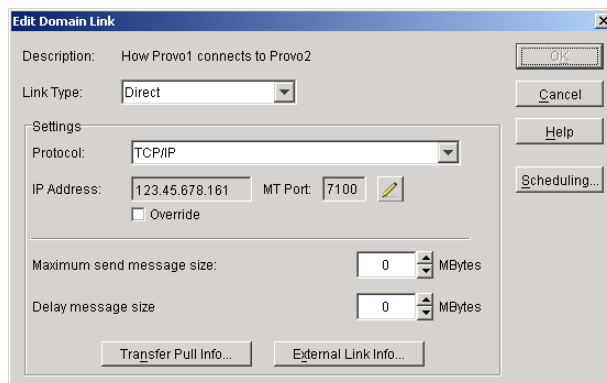 Edit Domain Link
Description: How Provo1 connects to Provo2
OK
Link Type: Direct
Cancel
Settings
Help
Protocol: TCP/IP
IP Address: 123.45.678.161 MT Port: 7100
Scheduling...
Override
Maximum send message size: 0 MBytes
Delay message size 0 MBytes
Transfer Pull Info... External Link Info...